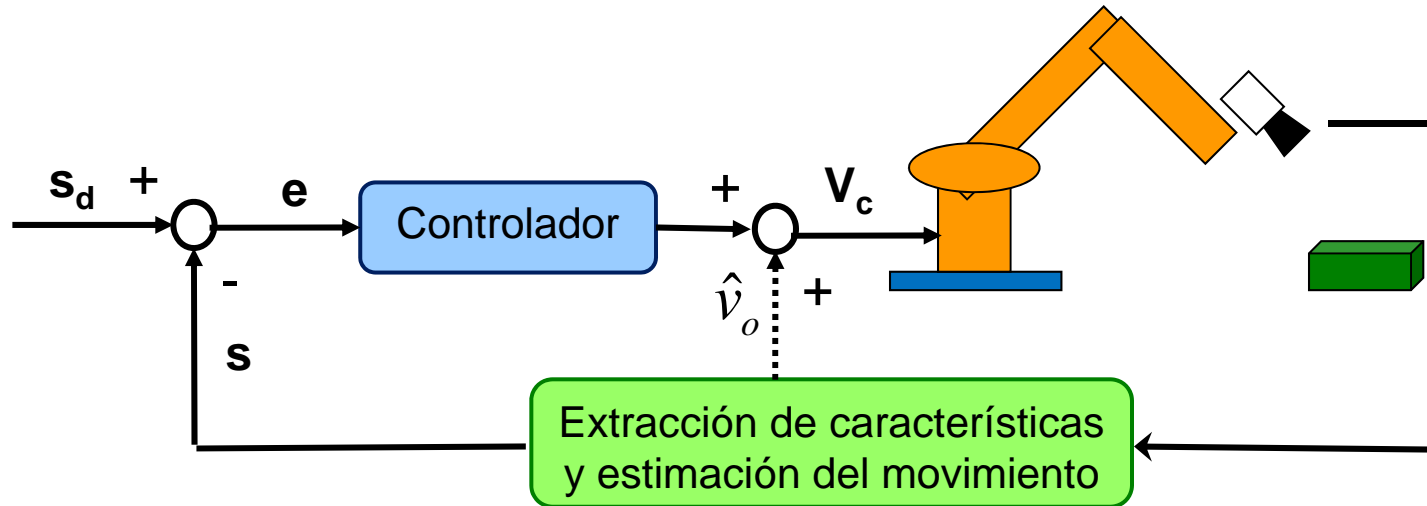 s_d + e Controlador + V_c
- v̂_o +
s
Extracción de características
y estimación del movimiento